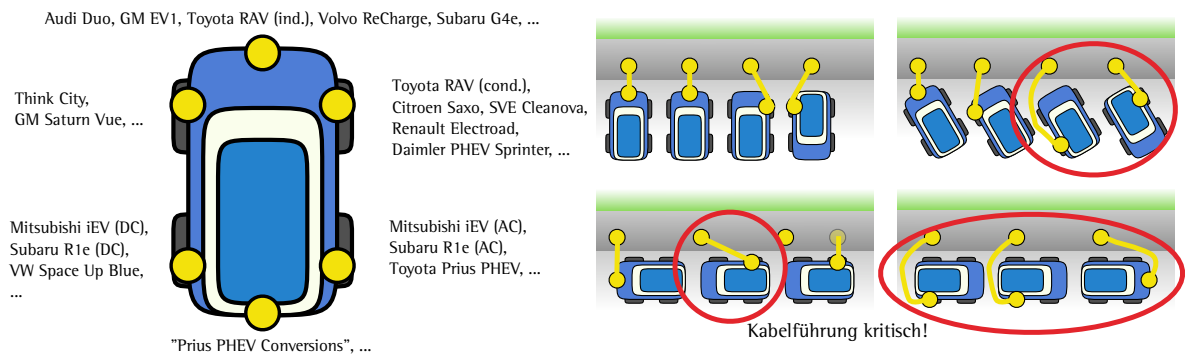 Audi Duo, GM EV1, Toyota RAV (ind.), Volvo ReCharge, Subaru G4e, ...
Think City,
GM Saturn Vue, ...
Toyota RAV (cond.),
Citroen Saxo, SVE Cleanova,
Renault Electroad,
Daimler PHEV Sprinter, ...
Mitsubishi iEV (DC),
Subaru R1e (DC),
VW Space Up Blue,
...
Mitsubishi iEV (AC),
Subaru R1e (AC),
Toyota Prius PHEV, ...
"Prius PHEV Conversions", ...
Kabelführung kritisch!